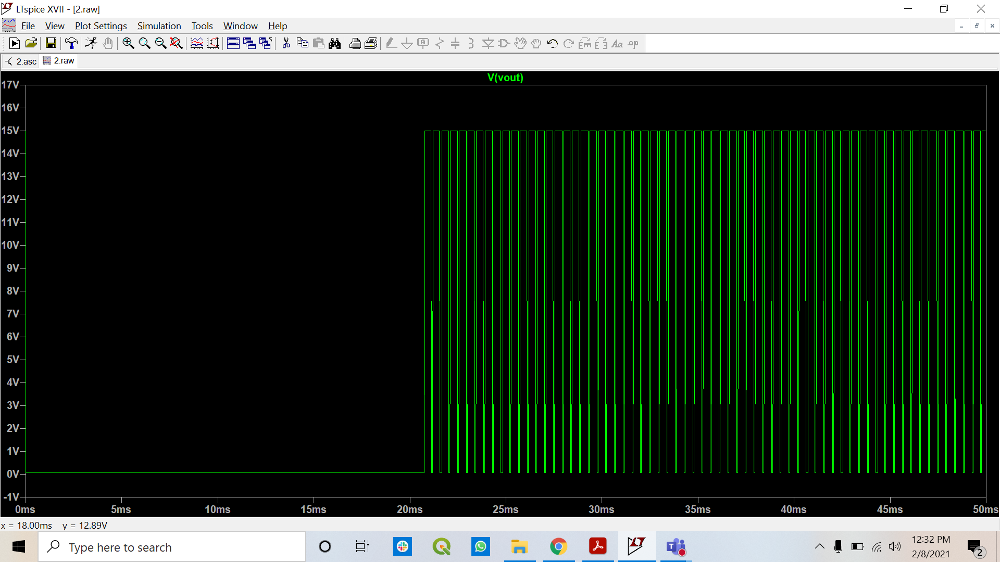 LTspice XVII - [2.raw]
File View Plot Settings Simulation Tools Window Help
2.asc 2.raw
V(vout)
17V
16V
15V
14V
13V
12V
11V
10V
9V
8V
7V
6V
5V
4V
3V
2V
1V
0V
-1V
0ms 5ms 10ms 15ms 20ms 25ms 30ms 35ms 40ms 45ms 50ms
x = 18.00ms y = 12.89V
Type here to search
12:32 PM
2/8/2021
2